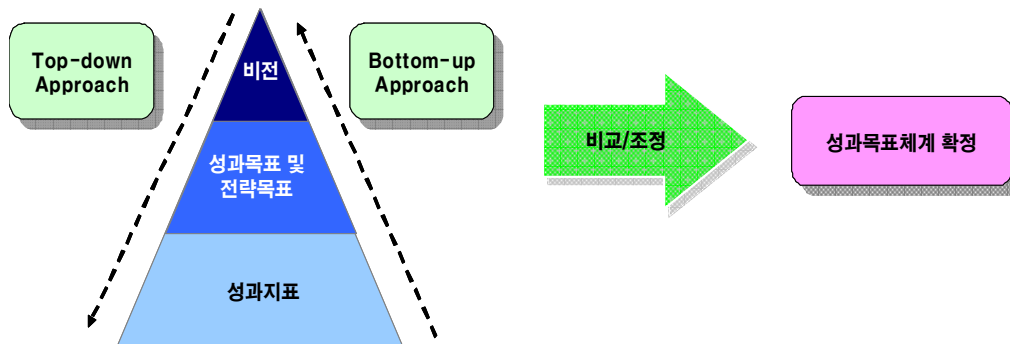 Top-down
Approach
비전
Bottom-up
Approach
성과목표 및
전략목표
성과지표
비교/조정
성과목표체계 확정